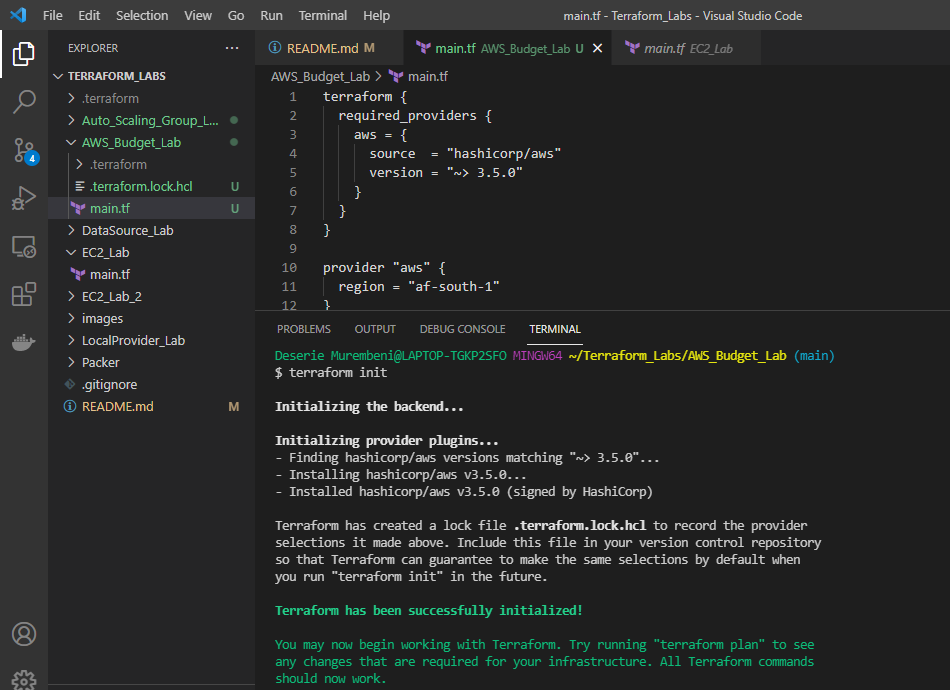 File Edit Selection View Go Run Terminal Help
main.tf - Terraform_Labs - Visual Studio Code
EXPLORER ...
TERRAFORM_LABS
.terraform
Auto_Scaling_Group_L...
AWS_Budget_Lab
.terraform
.terraform.lock.hcl U
main.tf U
DataSource_Lab
EC2_Lab
main.tf
EC2_Lab_2
images
LocalProvider_Lab
Packer
.gitignore
README.md M
4
README.md M
main.tf AWS_Budget_Lab U
main.tf EC2_Lab
AWS_Budget_Lab > main.tf
1 terraform {
2 required_providers {
3 aws = {
4 source  = "hashicorp/aws"
5 version = "~> 3.5.0"
6 }
7 }
8 }
9
10 provider "aws" {
11 region = "af-south-1"
12 }
PROBLEMS OUTPUT DEBUG CONSOLE TERMINAL
Deserie Murembeni@LAPTOP-TGKP2SFO MINGW64 ~/Terraform_Labs/AWS_Budget_Lab (main)
$ terraform init
Initializing the backend...
Initializing provider plugins...
- Finding hashicorp/aws versions matching "~> 3.5.0"...
- Installing hashicorp/aws v3.5.0...
- Installed hashicorp/aws v3.5.0 (signed by HashiCorp)
Terraform has created a lock file .terraform.lock.hcl to record the provider
selections it made above. Include this file in your version control repository
so that Terraform can guarantee to make the same selections by default when
you run "terraform init" in the future.
Terraform has been successfully initialized!
You may now begin working with Terraform. Try running "terraform plan" to see
any changes that are required for your infrastructure. All Terraform commands
should now work.